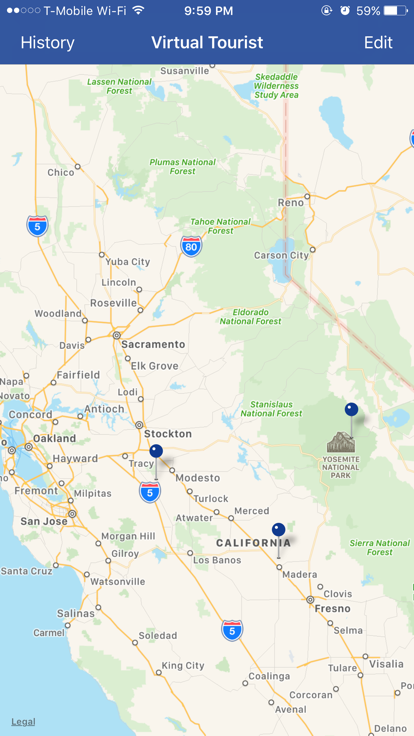 T-Mobile Wi-Fi 9:59 PM 59%
History Virtual Tourist Edit
Susanville
Lassen National
Forest
Skedaddle
Wilderness
Study Area
Plumas National
Forest
Chico
Reno
5
Tahoe National
Forest
80
Carson City
Yuba City
Lincoln
Roseville
Woodland
Eldorado
National Forest
Sacramento
Davis
Elk Grove
Napa
Fairfield
Novato
Lodi
Stanislaus
National Forest
Concord
Antioch
Stockton
Oakland
Hayward
Tracy
YOSEMITE
NATIONAL
PARK
Modesto
Fremont
Milpitas
5
Turlock
San Jose
Atwater
Merced
Morgan Hill
CALIFORNIA
Sierra National
Forest
Gilroy
Los Banos
Santa Cruz
Madera
Watsonville
Clovis
Salinas
Fresno
Carmel
5
Selma
Soledad
Visalia
King City
Tulare
Coalinga
Corcoran
Avenal
Legal
Delano